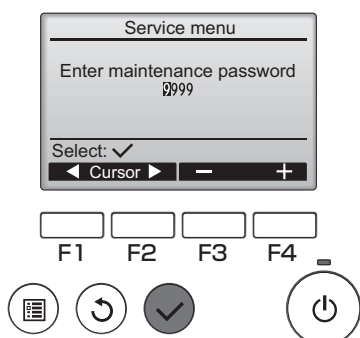 Service menu
Enter maintenance password
9999
Select: ✓
◀ Cursor ▶ − +
F1 F2 F3 F4